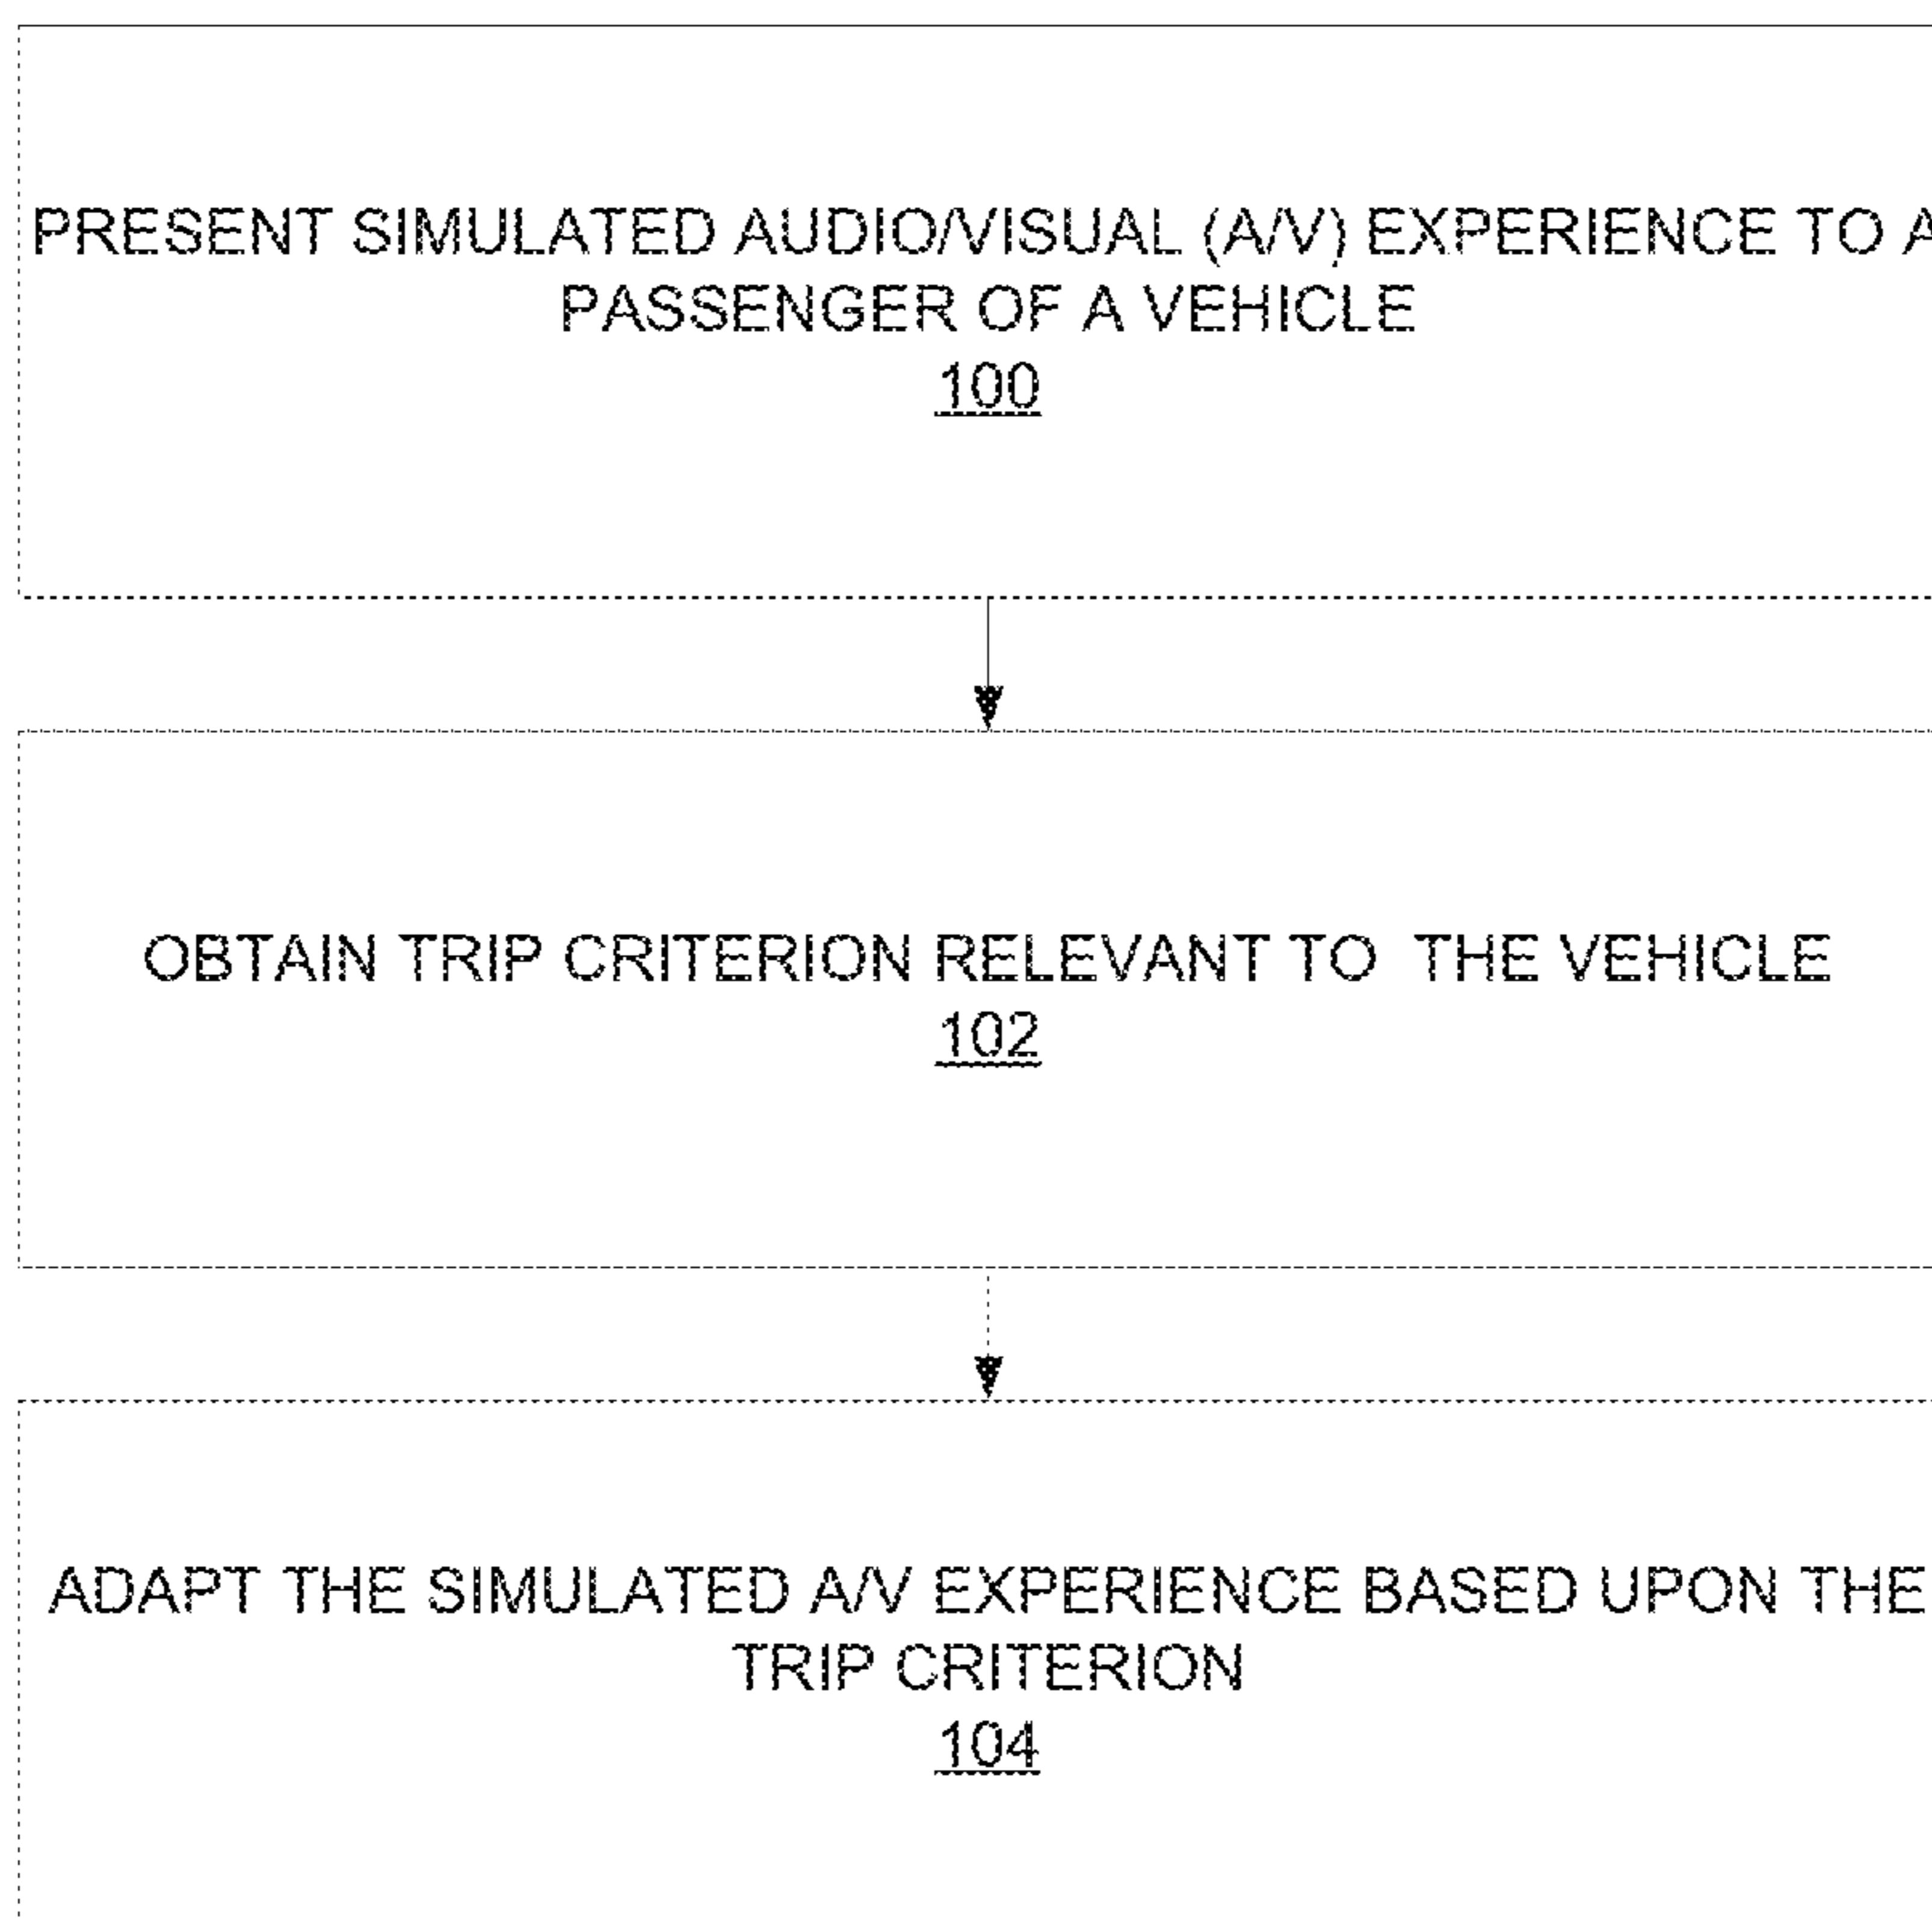 PRESENT SIMULATED AUDIO/VISUAL (A/V) EXPERIENCE TO A
PASSENGER OF A VEHICLE
100
OBTAIN TRIP CRITERION RELEVANT TO THE VEHICLE
102
ADAPT THE SIMULATED A/V EXPERIENCE BASED UPON THE
TRIP CRITERION
104